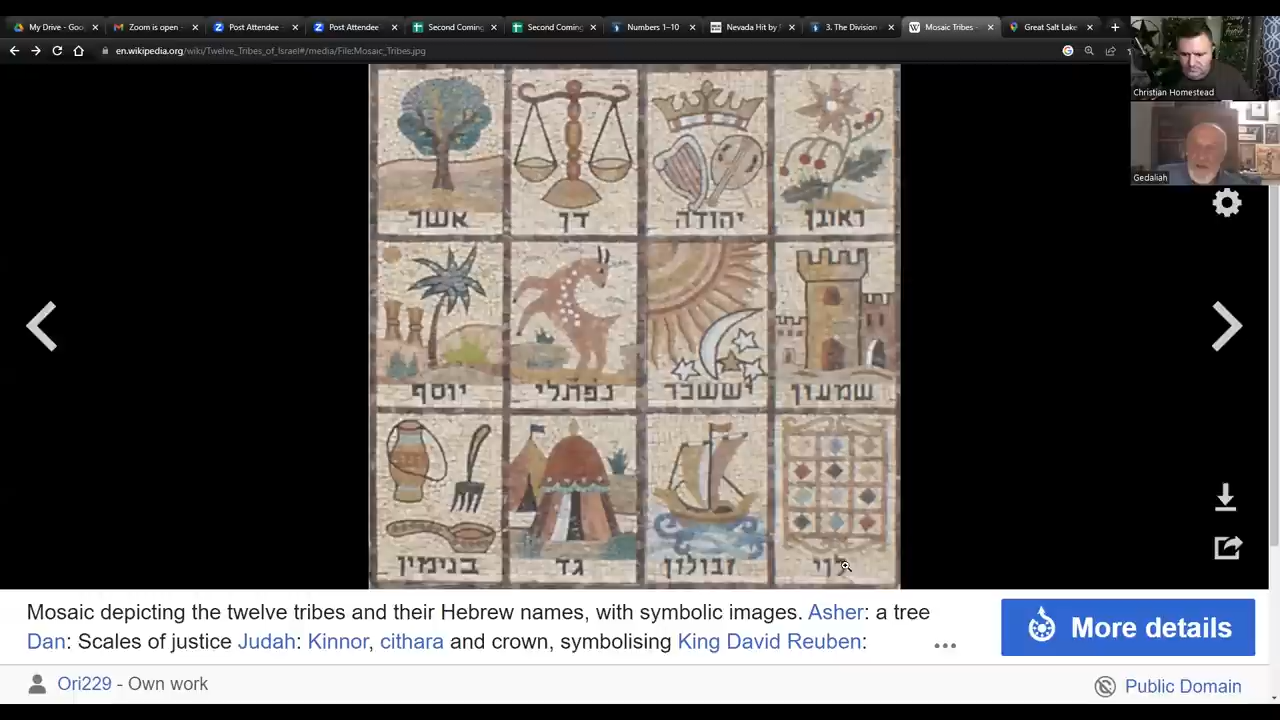 My Drive - Goo
Zoom is open -
Post Attendee
Post Attendee
Second Coming
Second Coming
Numbers 1–10
Nevada Hit by
3. The Division
Mosaic Tribes -
Great Salt Lake
en.wikipedia.org/wiki/Twelve_Tribes_of_Israel#/media/File:Mosaic_Tribes.jpg
Christian Homestead
Gedaliah
ראובן יהודה דן אשר
שמעון יששכר נפתלי יוסף
לוי זבולון גד בנימין
Mosaic depicting the twelve tribes and their Hebrew names, with symbolic images. Asher: a tree
Dan: Scales of justice Judah: Kinnor, cithara and crown, symbolising King David Reuben:
...
More details
Ori229 - Own work
Public Domain